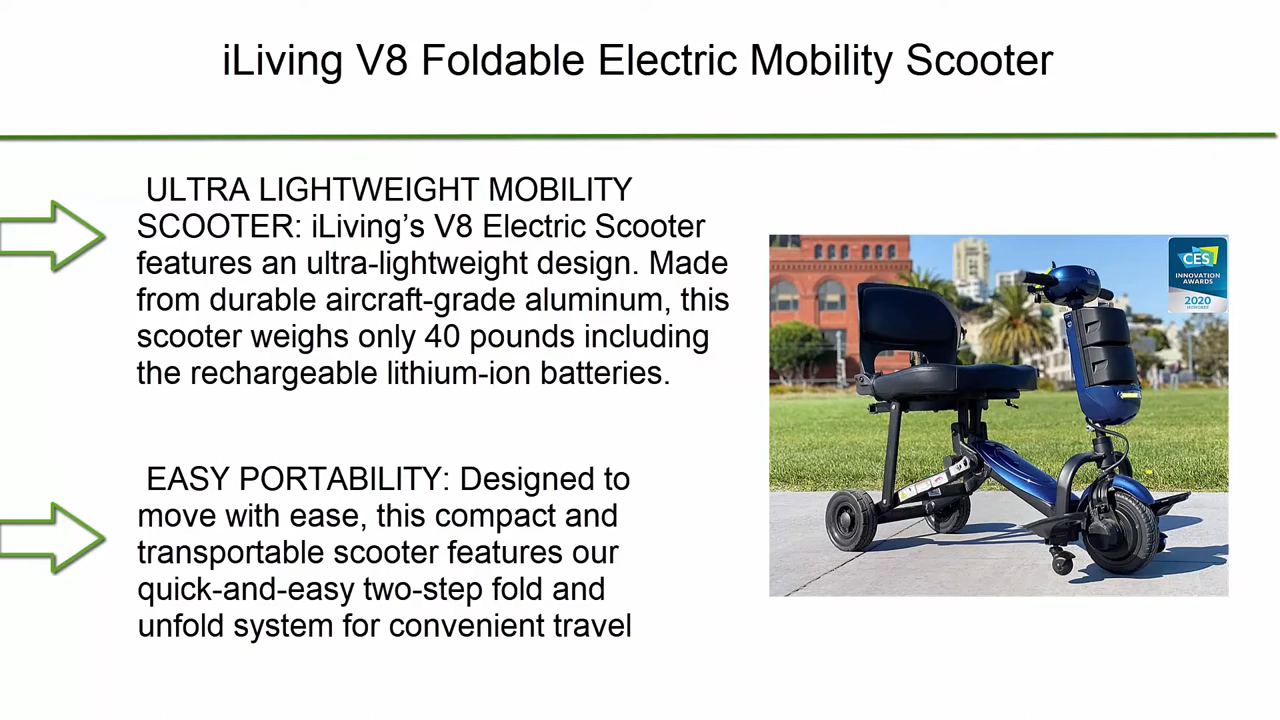 iLiving V8 Foldable Electric Mobility Scooter
ULTRA LIGHTWEIGHT MOBILITY
SCOOTER: iLiving’s V8 Electric Scooter
features an ultra-lightweight design. Made
from durable aircraft-grade aluminum, this
scooter weighs only 40 pounds including
the rechargeable lithium-ion batteries.
EASY PORTABILITY: Designed to
move with ease, this compact and
transportable scooter features our
quick-and-easy two-step fold and
unfold system for convenient travel
CES
INNOVATION
AWARDS
2020
HONOREE
V8